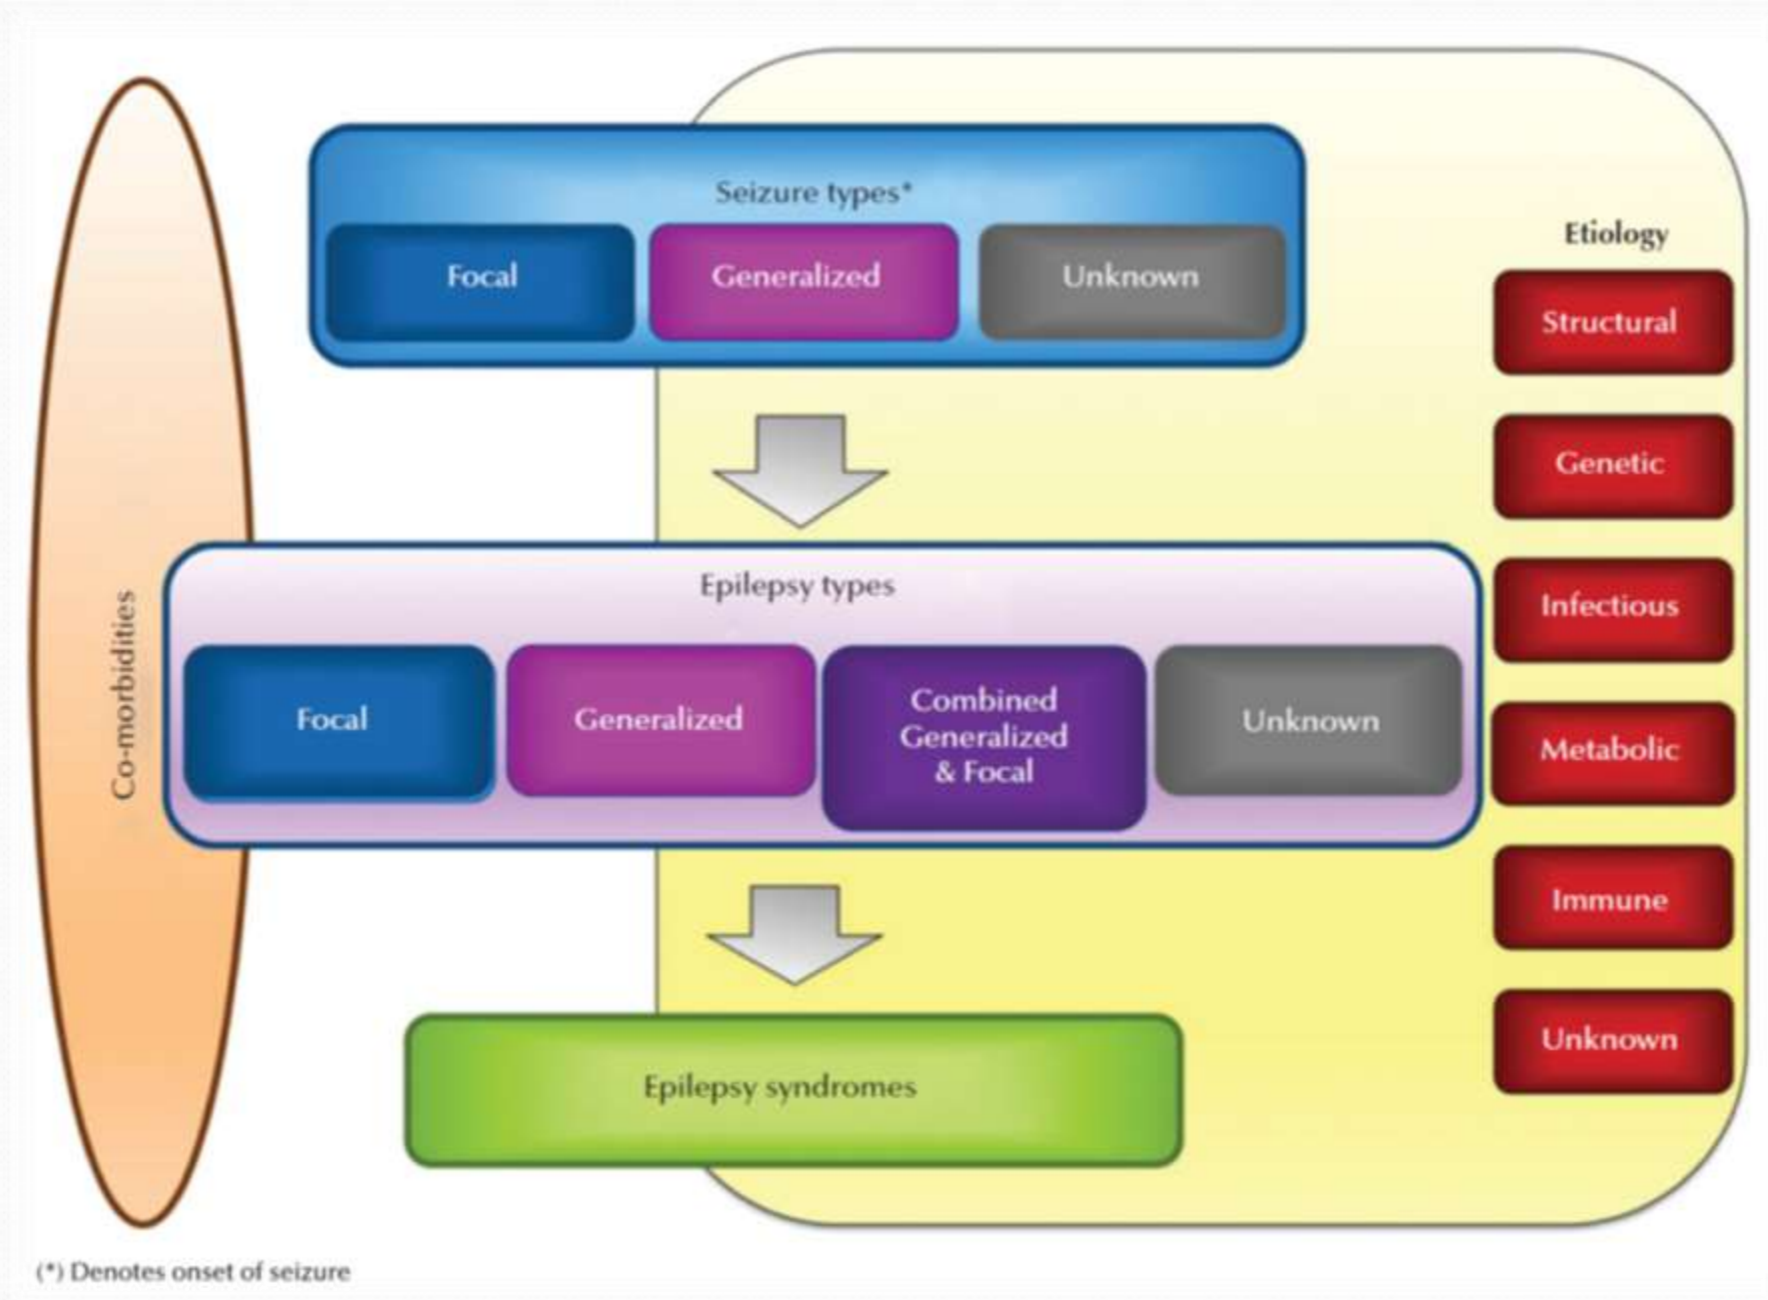 Seizure types*
Focal
Generalized
Unknown
Etiology
Structural
Genetic
Infectious
Metabolic
Immune
Unknown
Co-morbidities
Epilepsy types
Focal
Generalized
Combined
Generalized
& Focal
Unknown
Epilepsy syndromes
(*) Denotes onset of seizure